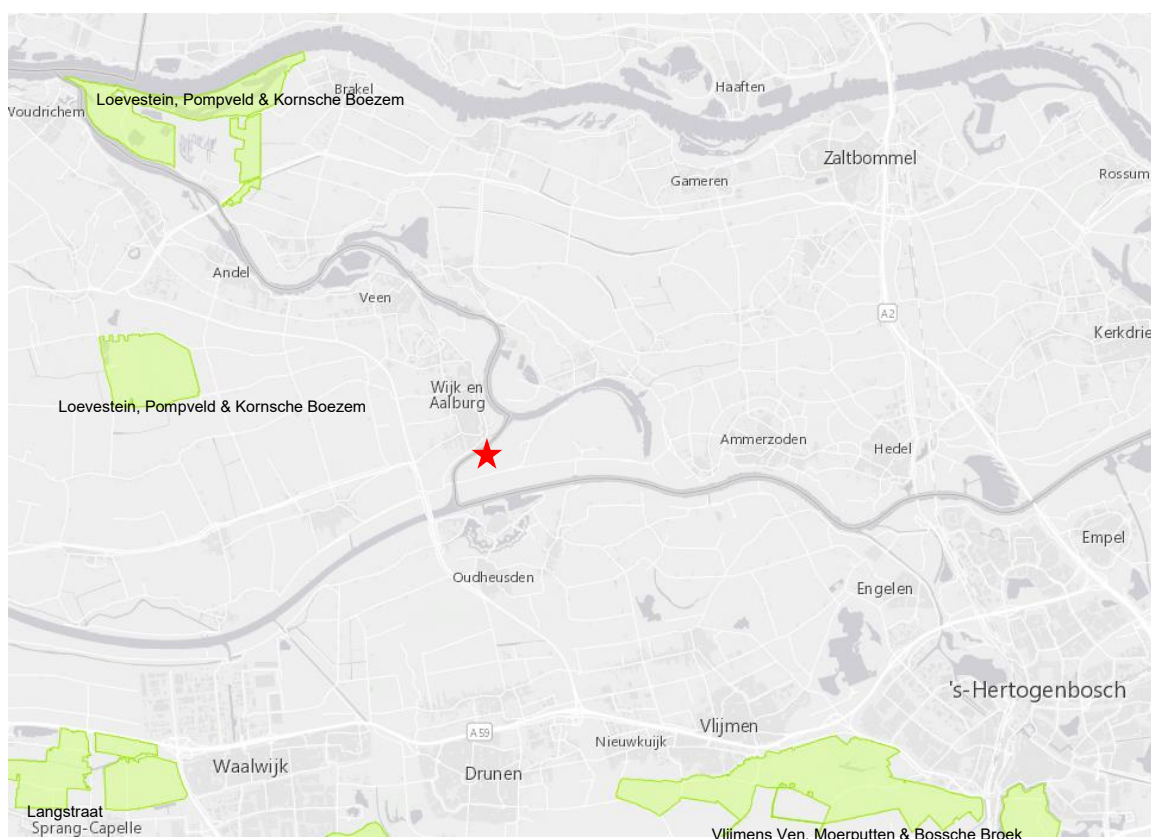 Loevestein, Pompveld & Kornsche Boezem
Brakel
Haaften
Woudrichem
Zaltbommel
Rossum
Gameren
Andel
Veen
A2
Kerkdrie
Wijk en
Aalburg
Loevestein, Pompveld & Kornsche Boezem
Ammerzoden
Hedel
Empel
Oudheusden
Engelen
's-Hertogenbosch
Vlijmen
A59
Nieuwkuijk
Waalwijk
Drunen
Langstraat
Sprang-Capelle
Vlijmens Ven, Moerputten & Bossche Broek